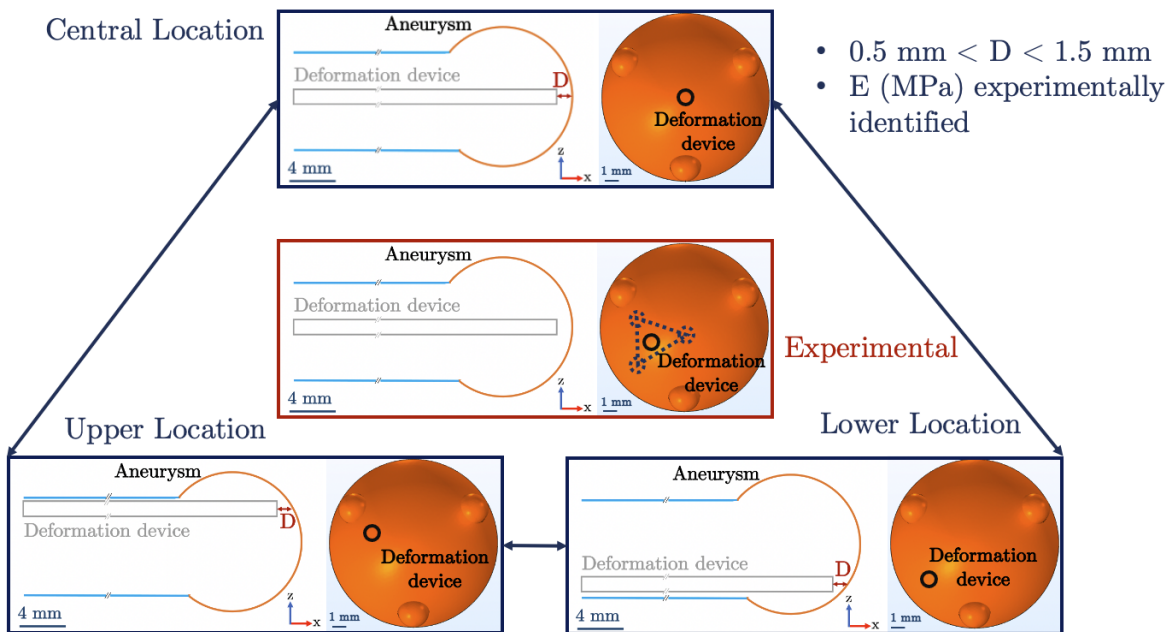 Central Location
Aneurysm
Deformation device
D
z
x
4 mm
Deformation
device
1 mm
• 0.5 mm < D < 1.5 mm
• E (MPa) experimentally
identified
Aneurysm
Deformation device
z
x
4 mm
Deformation
device
1 mm
Experimental
Upper Location
Aneurysm
D
Deformation device
z
x
4 mm
Deformation
device
1 mm
Lower Location
Aneurysm
Deformation device
D
z
x
4 mm
Deformation
device
1 mm